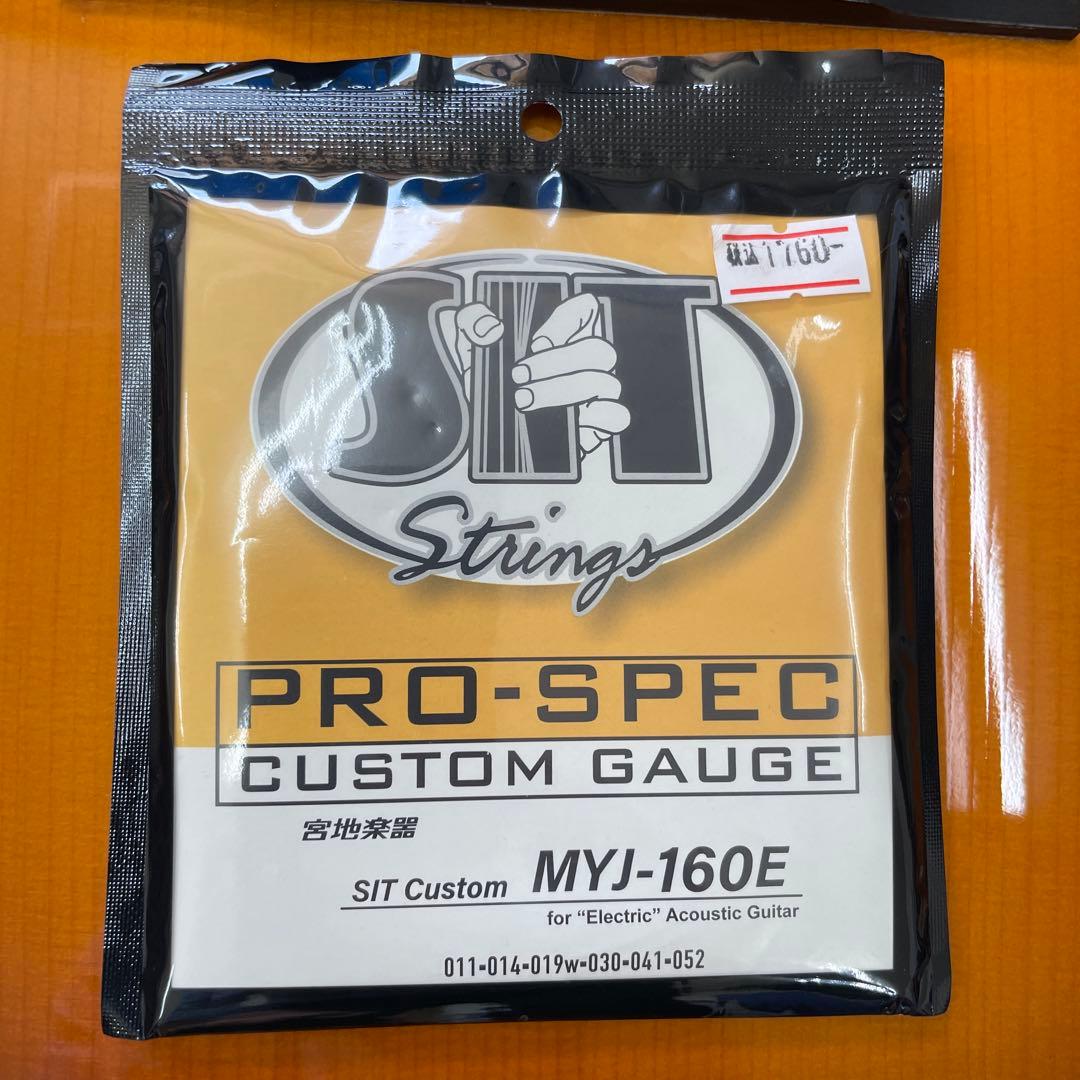 1760-
SIT
Strings
PRO-SPEC
CUSTOM GAUGE
宮地楽器
SIT Custom MYJ-160E
for “Electric” Acoustic Guitar
011-014-019w-030-041-052